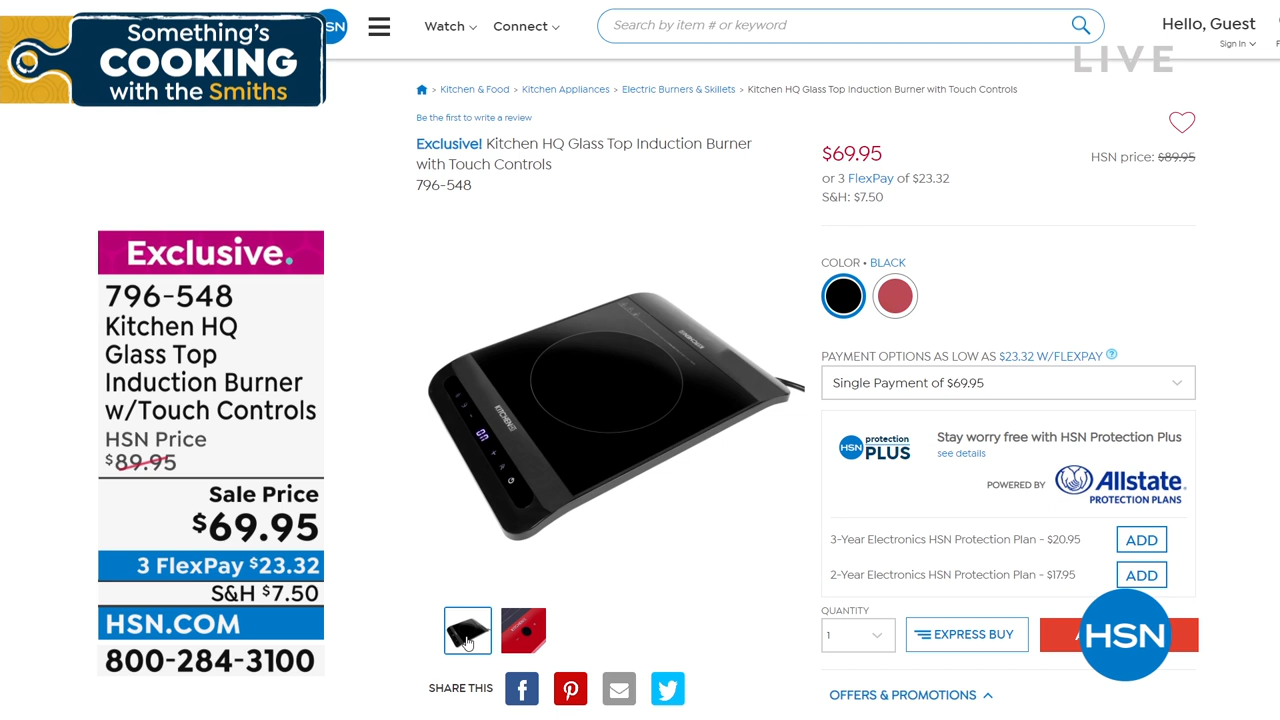 Something's
COOKING
with the Smiths
SN
Watch
Connect
Search by item # or keyword
Hello, Guest
Sign In
LIVE
> Kitchen & Food > Kitchen Appliances > Electric Burners & Skillets > Kitchen HQ Glass Top Induction Burner with Touch Controls
Be the first to write a review
Exclusive! Kitchen HQ Glass Top Induction Burner
with Touch Controls
796-548
$69.95
HSN price: $89.95
or 3 FlexPay of $23.32
S&H: $7.50
COLOR • BLACK
PAYMENT OPTIONS AS LOW AS $23.32 W/FLEXPAY ?
Single Payment of $69.95
HSN protection PLUS
Stay worry free with HSN Protection Plus
see details
POWERED BY Allstate
PROTECTION PLANS
3-Year Electronics HSN Protection Plan - $20.95 ADD
2-Year Electronics HSN Protection Plan - $17.95 ADD
QUANTITY
1
EXPRESS BUY
HSN
OFFERS & PROMOTIONS
Exclusive.
796-548
Kitchen HQ
Glass Top
Induction Burner
w/Touch Controls
HSN Price
$89.95
Sale Price
$69.95
3 FlexPay $23.32
S&H $7.50
HSN.COM
800-284-3100
KITCHEN
ON
SHARE THIS